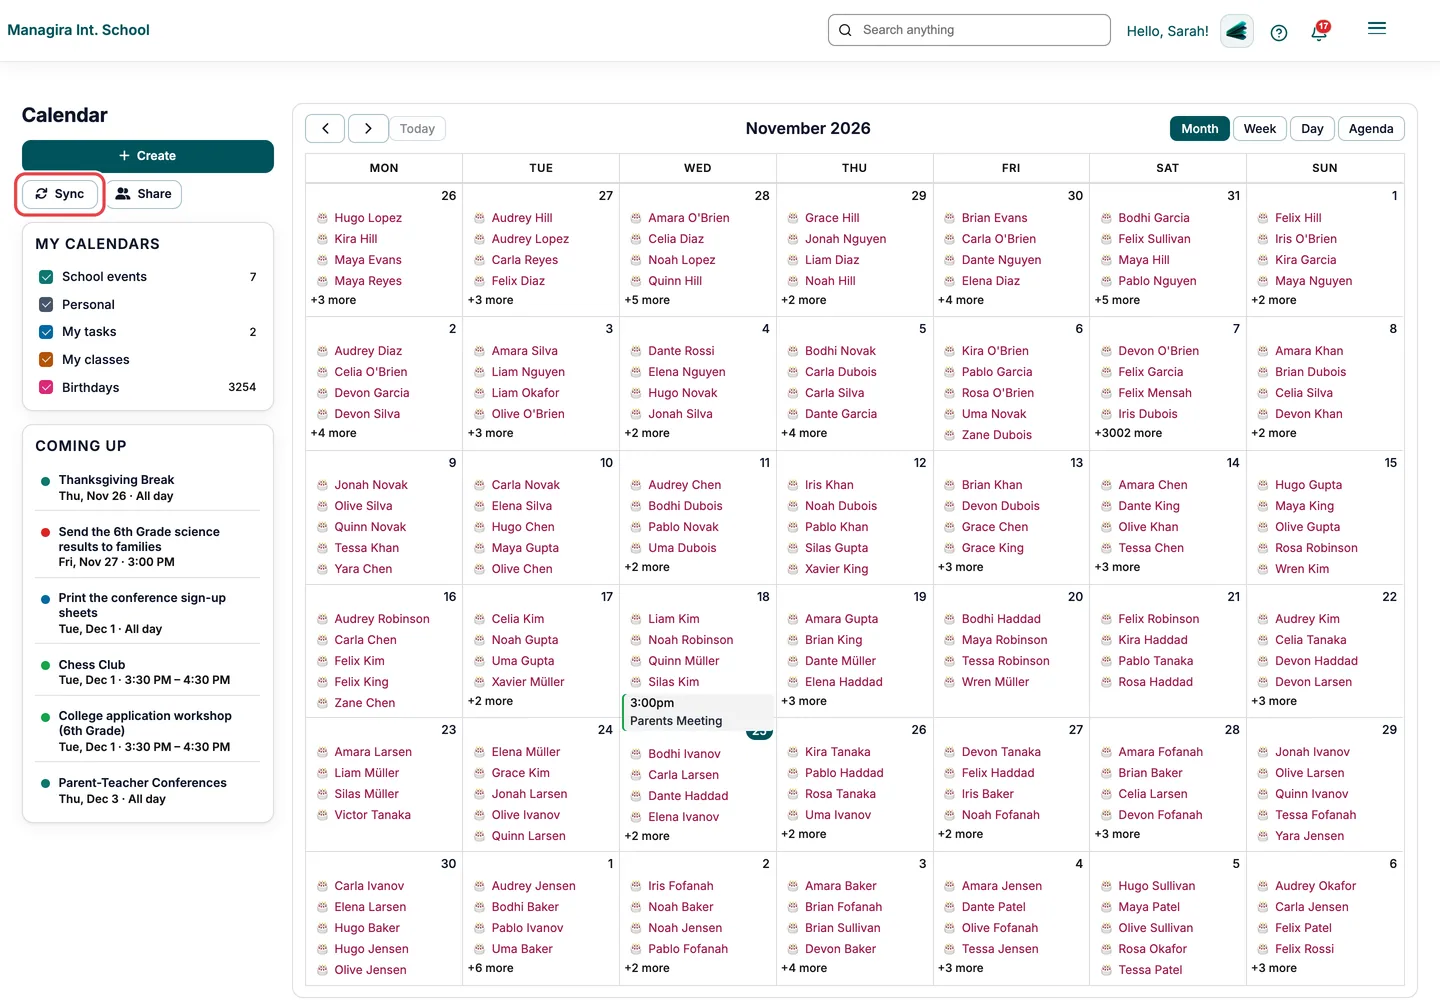 Managira Int. School
Search anything
Hello, Sarah!
17
Calendar
+ Create
Sync
Share
MY CALENDARS
School events 7
Personal
My tasks 2
My classes
Birthdays 3254
COMING UP
Thanksgiving Break
Thu, Nov 26 · All day
Send the 6th Grade science
results to families
Fri, Nov 27 · 3:00 PM
Print the conference sign-up
sheets
Tue, Dec 1 · All day
Chess Club
Tue, Dec 1 · 3:30 PM – 4:30 PM
College application workshop
(6th Grade)
Tue, Dec 1 · 3:30 PM – 4:30 PM
Parent-Teacher Conferences
Thu, Dec 3 · All day
Today
November 2026
Month Week Day Agenda
MON TUE WED THU FRI SAT SUN
26 27 28 29 30 31 1
Hugo Lopez Audrey Hill Amara O'Brien Grace Hill Brian Evans Bodhi Garcia Felix Hill
Kira Hill Audrey Lopez Celia Diaz Jonah Nguyen Carla O'Brien Felix Sullivan Iris O'Brien
Maya Evans Carla Reyes Noah Lopez Liam Diaz Dante Nguyen Maya Hill Kira Garcia
Maya Reyes Felix Diaz Quinn Hill Noah Hill Elena Diaz Pablo Nguyen Maya Nguyen
+3 more +3 more +5 more +2 more +4 more +5 more +2 more
2 3 4 5 6 7 8
Audrey Diaz Amara Silva Dante Rossi Bodhi Novak Kira O'Brien Devon O'Brien Amara Khan
Celia O'Brien Liam Nguyen Elena Nguyen Carla Dubois Pablo Garcia Felix Garcia Brian Dubois
Devon Garcia Liam Okafor Hugo Novak Carla Silva Rosa O'Brien Felix Mensah Celia Silva
Devon Silva Olive O'Brien Jonah Silva Dante Garcia Uma Novak Iris Dubois Devon Khan
+4 more +3 more +2 more +4 more Zane Dubois +3002 more +2 more
9 10 11 12 13 14 15
Jonah Novak Carla Novak Audrey Chen Iris Khan Brian Khan Amara Chen Hugo Gupta
Olive Silva Elena Silva Bodhi Dubois Noah Dubois Devon Dubois Dante King Maya King
Quinn Novak Hugo Chen Pablo Novak Pablo Khan Grace Chen Olive Khan Olive Gupta
Tessa Khan Maya Gupta Uma Dubois Silas Gupta Grace King Tessa Chen Rosa Robinson
Yara Chen Olive Chen +2 more Xavier King +3 more +3 more Wren Kim
16 17 18 19 20 21 22
Audrey Robinson Celia Kim Liam Kim Amara Gupta Bodhi Haddad Felix Robinson Audrey Kim
Carla Chen Noah Gupta Noah Robinson Brian King Maya Robinson Kira Haddad Celia Tanaka
Felix Kim Uma Gupta Quinn Müller Dante Müller Tessa Robinson Pablo Tanaka Devon Haddad
Felix King Xavier Müller Silas Kim Elena Haddad Wren Müller Rosa Haddad Devon Larsen
Zane Chen +2 more 3:00pm +3 more +3 more
Parents Meeting
23 24 25 26 27 28 29
Amara Larsen Elena Müller Bodhi Ivanov Kira Tanaka Devon Tanaka Amara Fofanah Jonah Ivanov
Liam Müller Grace Kim Carla Larsen Pablo Haddad Felix Haddad Brian Baker Olive Larsen
Silas Müller Jonah Larsen Dante Haddad Rosa Tanaka Iris Baker Celia Larsen Quinn Ivanov
Victor Tanaka Olive Ivanov Elena Ivanov Uma Ivanov Noah Fofanah Devon Fofanah Tessa Fofanah
Quinn Larsen +2 more +2 more +2 more +3 more Yara Jensen
30 1 2 3 4 5 6
Carla Ivanov Audrey Jensen Iris Fofanah Amara Baker Amara Jensen Hugo Sullivan Audrey Okafor
Elena Larsen Bodhi Baker Noah Baker Brian Fofanah Dante Patel Maya Patel Carla Jensen
Hugo Baker Pablo Ivanov Noah Jensen Brian Sullivan Olive Fofanah Olive Sullivan Felix Patel
Hugo Jensen Uma Baker Pablo Fofanah Devon Baker Tessa Jensen Rosa Okafor Felix Rossi
Olive Jensen +6 more +2 more +4 more +3 more Tessa Patel +3 more